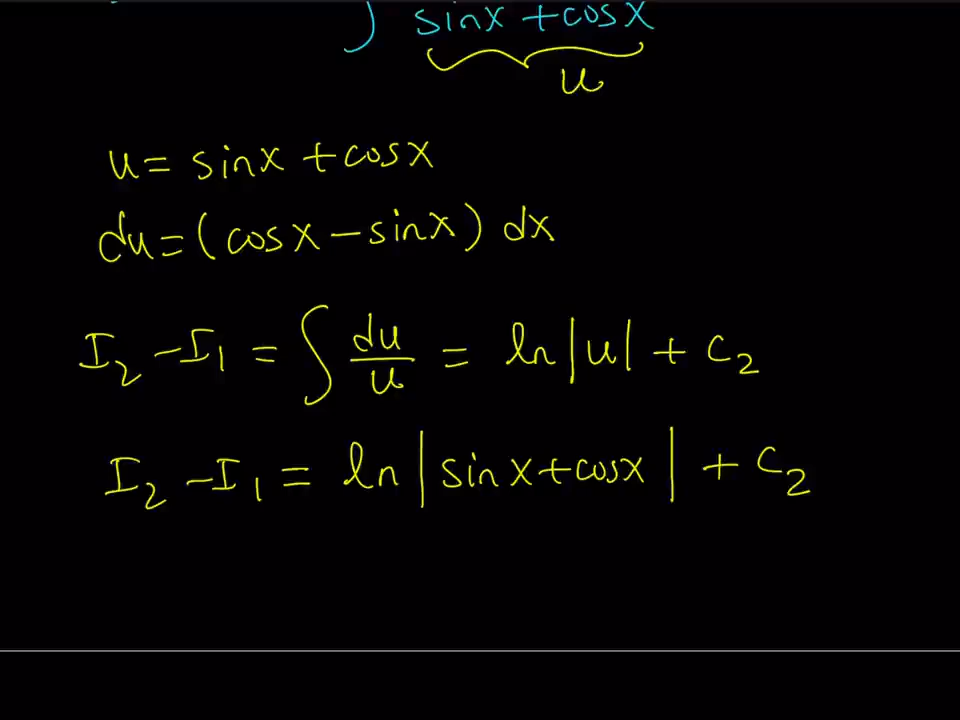 ∫ sinx + cosx
u
u = sinx + cosx
du = (cosx − sinx) dx
I₂ − I₁ = ∫ du/u = ln|u| + c₂
I₂ − I₁ = ln|sinx + cosx| + c₂